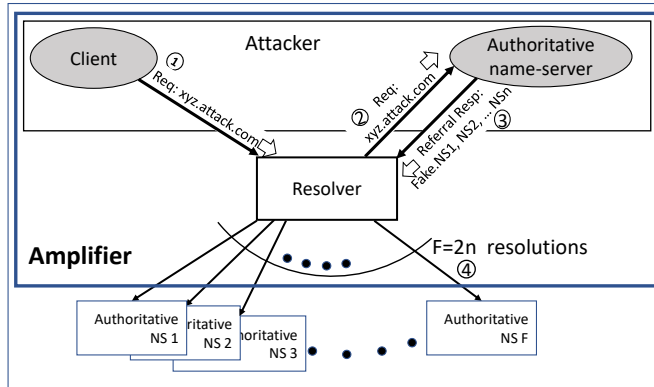 Attacker
Client
①
Req: xyz.attack.com
② Req:
xyz.attack.com
Authoritative
name-server
Referral Resp:
Fake.NS1, NS2, ... NSn
③
Resolver
Amplifier
F=2n resolutions
④
Authoritative
NS 1
ritative
NS 2
horitative
NS 3
Authoritative
NS F